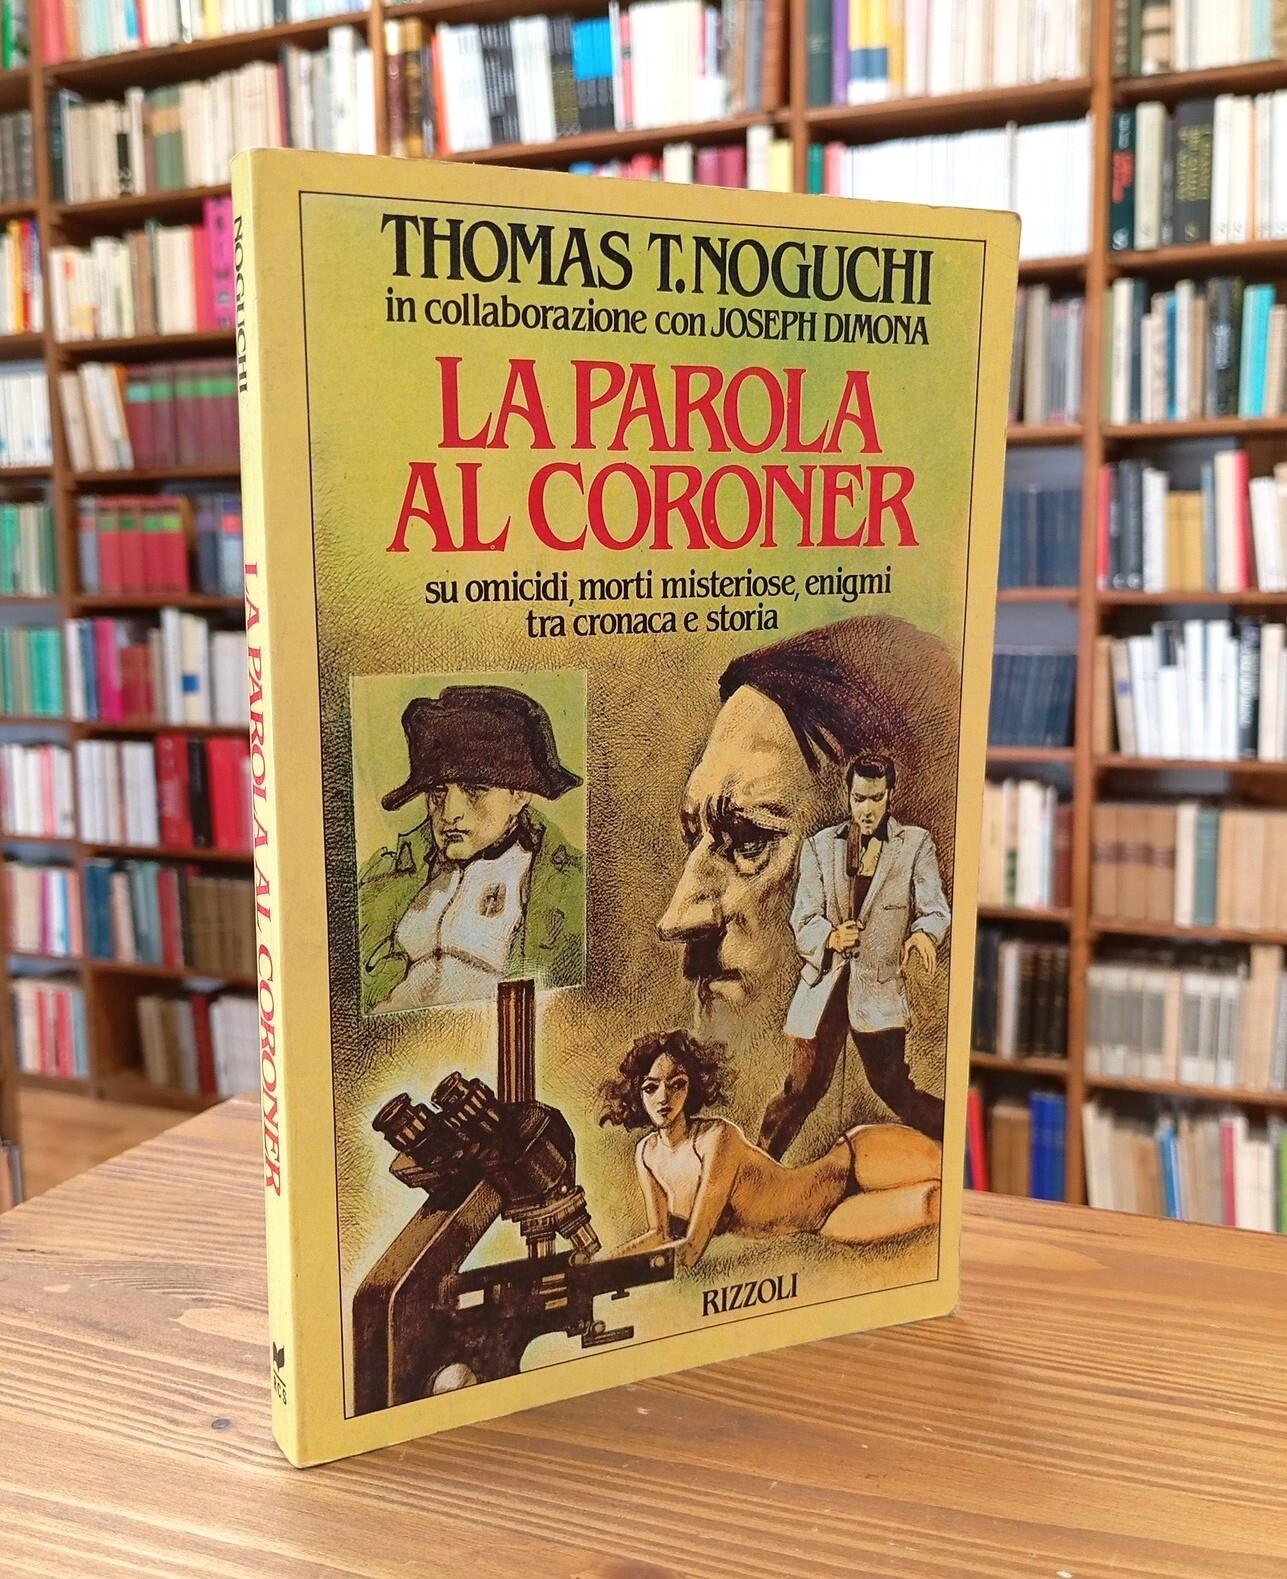 THOMAS T. NOGUCHI
in collaborazione con JOSEPH DIMONA
LA PAROLA
AL CORONER
su omicidi, morti misteriose, enigmi
tra cronaca e storia
RIZZOLI
NOGUCHI
LA PAROLA AL CORONER